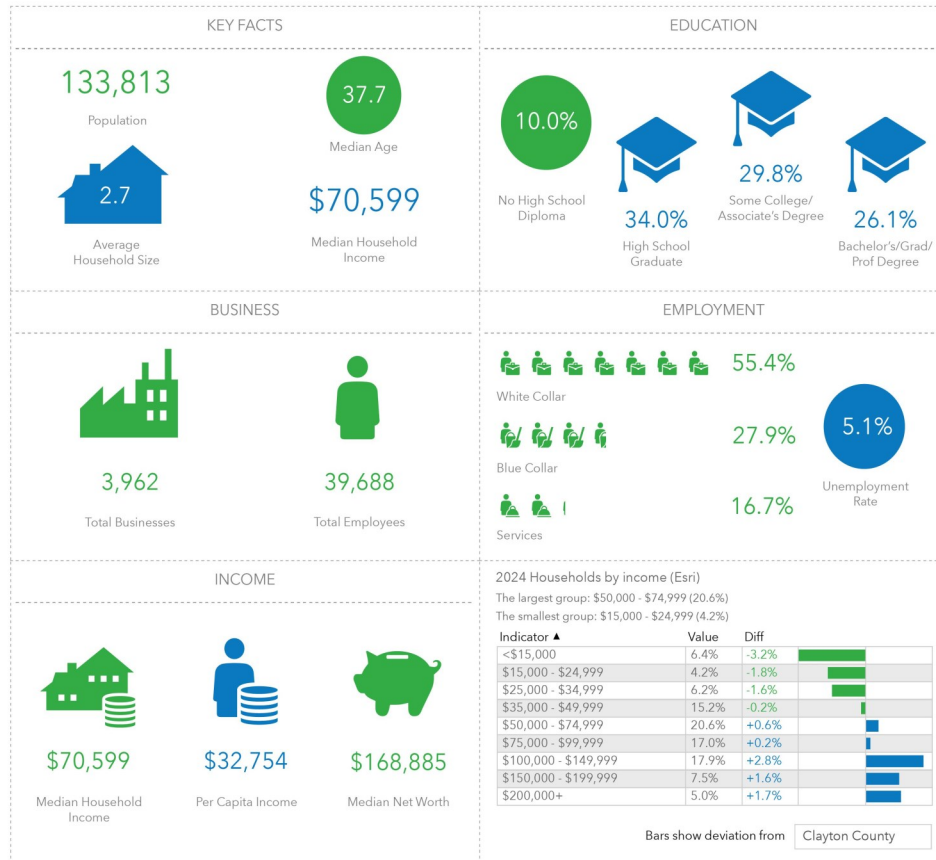 KEY FACTS
133,813
Population
37.7
Median Age
2.7
Average
Household Size
$70,599
Median Household
Income
EDUCATION
10.0%
No High School
Diploma
34.0%
High School
Graduate
29.8%
Some College/
Associate's Degree
26.1%
Bachelor's/Grad/
Prof Degree
BUSINESS
3,962
Total Businesses
39,688
Total Employees
EMPLOYMENT
55.4%
White Collar
27.9%
Blue Collar
16.7%
Services
5.1%
Unemployment
Rate
INCOME
$70,599
Median Household
Income
$32,754
Per Capita Income
$168,885
Median Net Worth
2024 Households by income (Esri)
The largest group: $50,000 - $74,999 (20.6%)
The smallest group: $15,000 - $24,999 (4.2%)
Indicator ▲ Value Diff
<$15,000 6.4% -3.2%
$15,000 - $24,999 4.2% -1.8%
$25,000 - $34,999 6.2% -1.6%
$35,000 - $49,999 15.2% -0.2%
$50,000 - $74,999 20.6% +0.6%
$75,000 - $99,999 17.0% +0.2%
$100,000 - $149,999 17.9% +2.8%
$150,000 - $199,999 7.5% +1.6%
$200,000+ 5.0% +1.7%
Bars show deviation from Clayton County